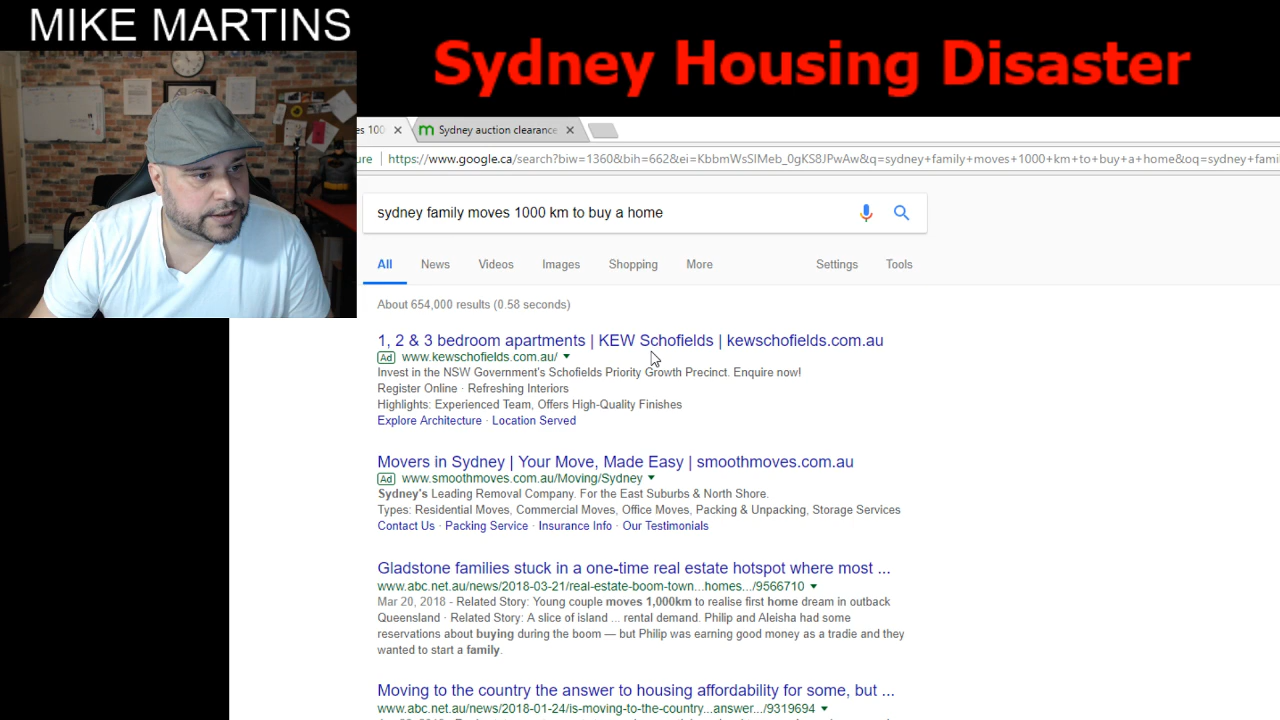 MIKE MARTINS
Sydney Housing Disaster
es 100
Sydney auction clearance
ure https://www.google.ca/search?biw=1360&bih=662&ei=KbbmWsSIMeb_0gKS8JPwAw&q=sydney+family+moves+1000+km+to+buy+a+home&oq=sydney+fami
sydney family moves 1000 km to buy a home
All News Videos Images Shopping More Settings Tools
About 654,000 results (0.58 seconds)
1, 2 & 3 bedroom apartments | KEW Schofields | kewschofields.com.au
Ad www.kewschofields.com.au/
Invest in the NSW Government's Schofields Priority Growth Precinct. Enquire now!
Register Online · Refreshing Interiors
Highlights: Experienced Team, Offers High-Quality Finishes
Explore Architecture · Location Served
Movers in Sydney | Your Move, Made Easy | smoothmoves.com.au
Ad www.smoothmoves.com.au/Moving/Sydney
Sydney's Leading Removal Company. For the East Suburbs & North Shore.
Types: Residential Moves, Commercial Moves, Office Moves, Packing & Unpacking, Storage Services
Contact Us · Packing Service · Insurance Info · Our Testimonials
Gladstone families stuck in a one-time real estate hotspot where most ...
www.abc.net.au/news/2018-03-21/real-estate-boom-town...homes.../9566710
Mar 20, 2018 - Related Story: Young couple moves 1,000km to realise first home dream in outback
Queensland · Related Story: A slice of island ... rental demand. Philip and Aleisha had some
reservations about buying during the boom — but Philip was earning good money as a tradie and they
wanted to start a family.
Moving to the country the answer to housing affordability for some, but ...
www.abc.net.au/news/2018-01-24/is-moving-to-the-country...answer.../9319694